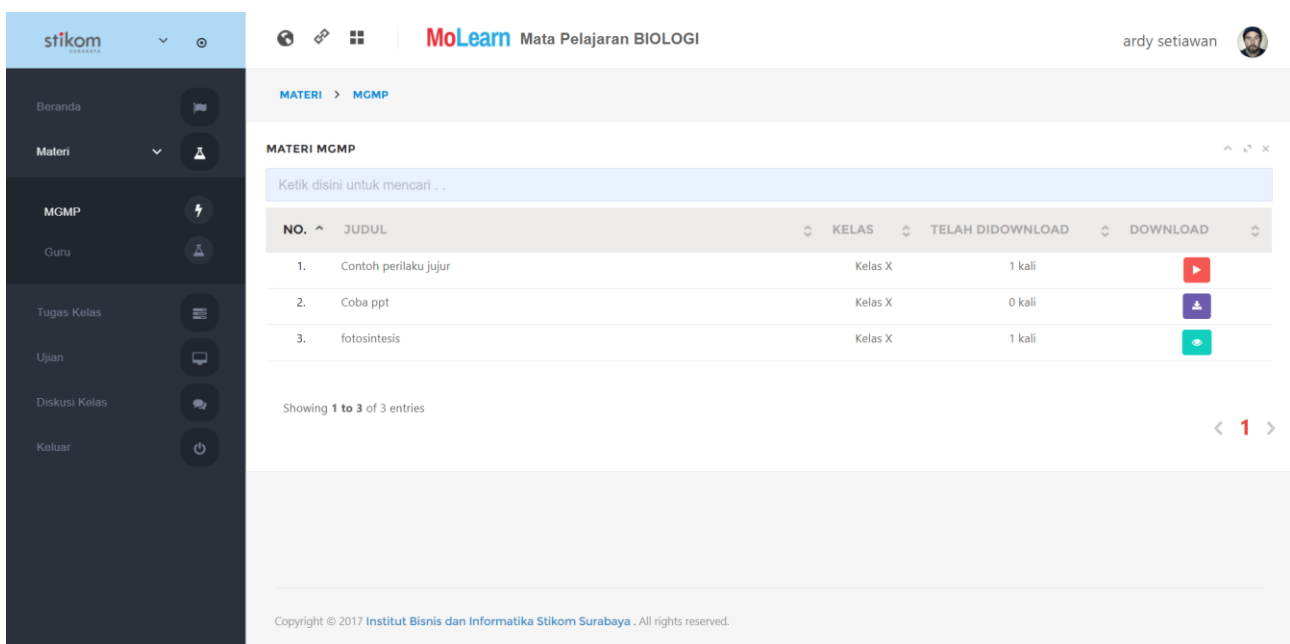 stikom
SURABAYA
MoLearn Mata Pelajaran BIOLOGI
ardy setiawan
Beranda
Materi
MGMP
Guru
Tugas Kelas
Ujian
Diskusi Kelas
Keluar
MATERI > MGMP
MATERI MGMP
Ketik disini untuk mencari . .
NO. JUDUL KELAS TELAH DIDOWNLOAD DOWNLOAD
1. Contoh perilaku jujur Kelas X 1 kali
2. Coba ppt Kelas X 0 kali
3. fotosintesis Kelas X 1 kali
Showing 1 to 3 of 3 entries
< 1 >
Copyright © 2017 Institut Bisnis dan Informatika Stikom Surabaya . All rights reserved.